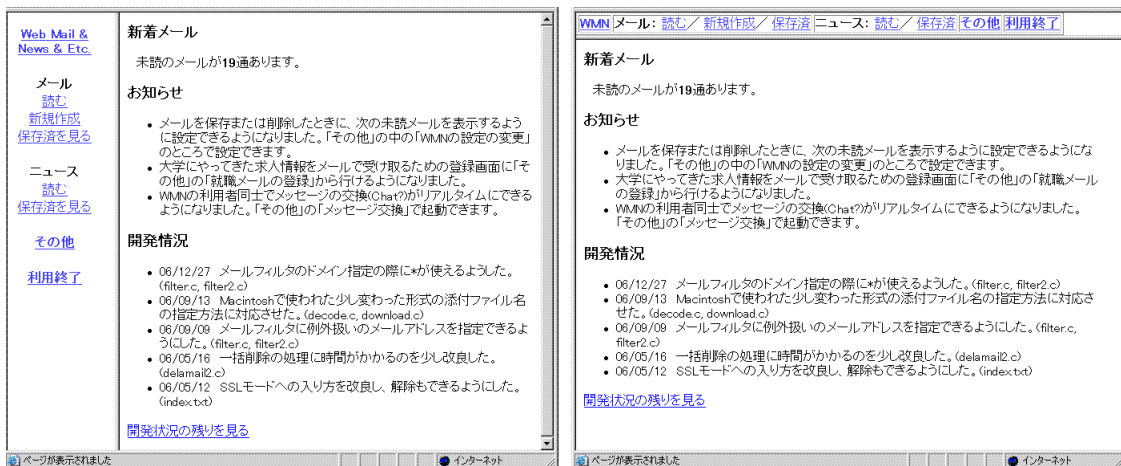 Web Mail &
News & Etc.
メール
読む
新規作成
保存済を見る
ニュース
読む
保存済を見る
その他
利用終了
新着メール
未読のメールが19通あります。
お知らせ
• メールを保存または削除したときに、次の未読メールを表示するよう
に設定できるようになりました。「その他」の中の「WMNの設定の変更」
のところで設定できます。
• 大学にやってきた求人情報をメールで受け取るための登録画面に「そ
の他」の「就職メールの登録」から行けるようになりました。
• WMNの利用者同士でメッセージの交換(Chat?)がリアルタイムにできる
ようになりました。「その他」の「メッセージ交換」で起動できます。
開発情況
• 06/12/27 メールフィルタのドメイン指定の際に*が使えるようした。
(filter.c, filter2.c)
• 06/09/13 Macintoshで使われた少し変わった形式の添付ファイル名
の指定方法に対応させた。(decode.c, download.c)
• 06/09/09 メールフィルタに例外扱いのメールアドレスを指定できるよ
うにした。(filter.c, filter2.c)
• 06/05/16 一括削除の処理に時間がかかるのを少し改良した。
(delamail2.c)
• 06/05/12 SSLモードへの入り方を改良し、解除もできるようにした。
(index.txt)
開発状況の残りを見る
ページが表示されました
インターネット
WMN メール: 読む／ 新規作成／ 保存済 ニュース: 読む／ 保存済 その他 利用終了
新着メール
未読のメールが19通あります。
お知らせ
• メールを保存または削除したときに、次の未読メールを表示するように設定できるようにな
りました。「その他」の中の「WMNの設定の変更」のところで設定できます。
• 大学にやってきた求人情報をメールで受け取るための登録画面に「その他」の「就職メール
の登録」から行けるようになりました。
• WMNの利用者同士でメッセージの交換(Chat?)がリアルタイムにできるようになりました。
「その他」の「メッセージ交換」で起動できます。
開発情況
• 06/12/27 メールフィルタのドメイン指定の際に*が使えるようした。(filter.c, filter2.c)
• 06/09/13 Macintoshで使われた少し変わった形式の添付ファイル名の指定方法に対応さ
せた。(decode.c, download.c)
• 06/09/09 メールフィルタに例外扱いのメールアドレスを指定できるようにした。(filter.c,
filter2.c)
• 06/05/16 一括削除の処理に時間がかかるのを少し改良した。(delamail2.c)
• 06/05/12 SSLモードへの入り方を改良し、解除もできるようにした。(index.txt)
開発状況の残りを見る
ページが表示されました
インターネット